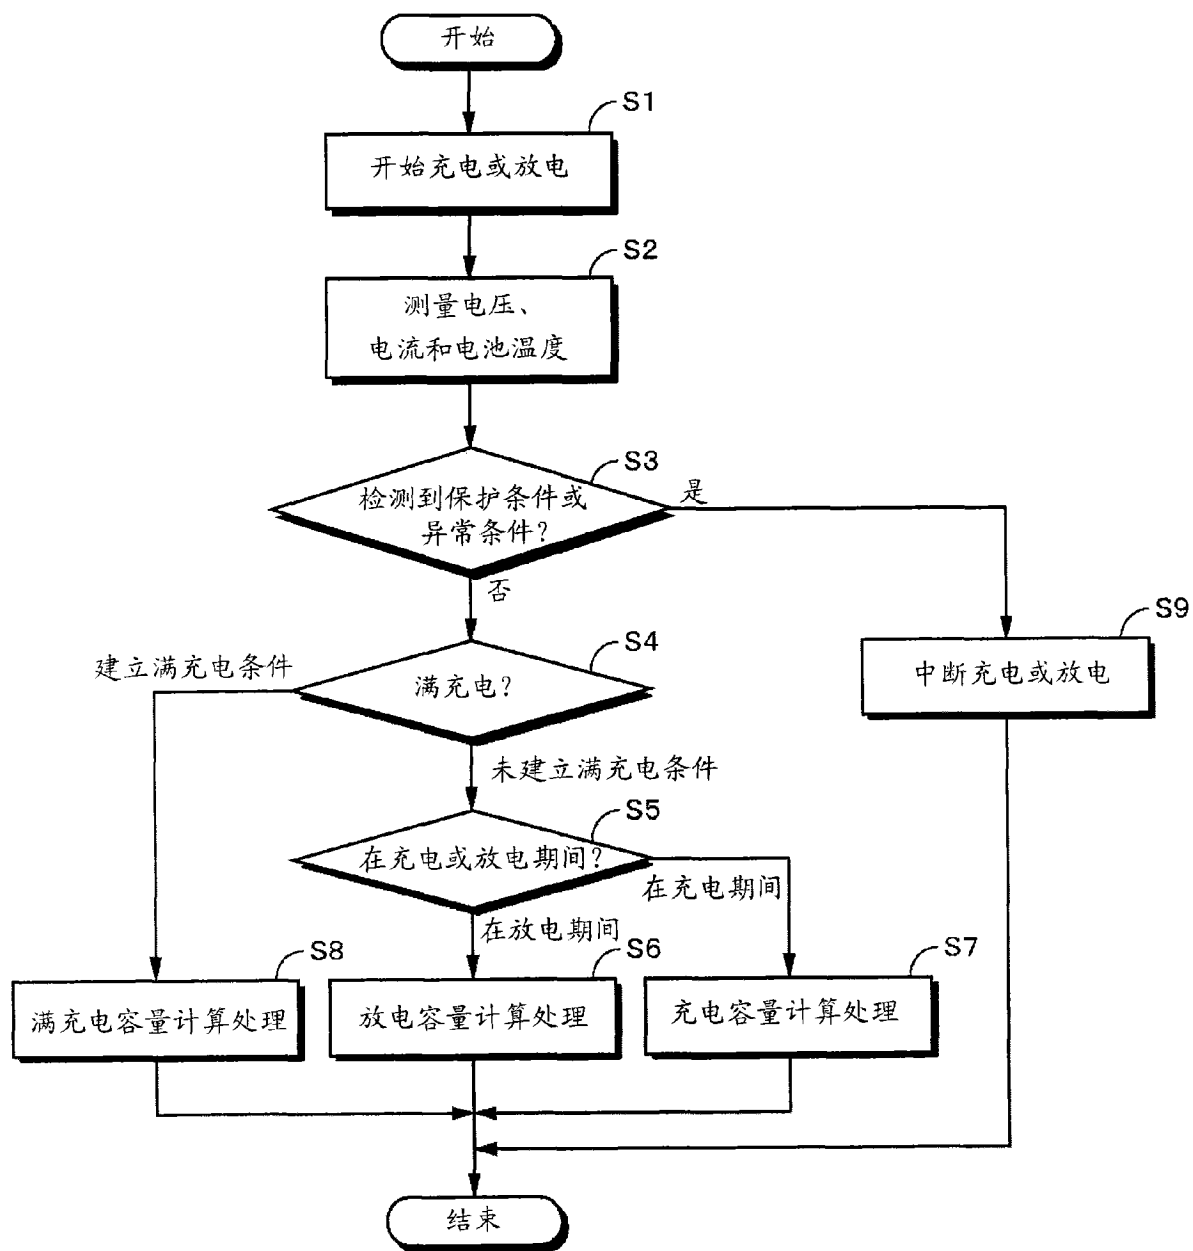 开始
S1
开始充电或放电
S2
测量电压、
电流和电池温度
S3
检测到保护条件或
异常条件？
是
否
S9
中断充电或放电
S4
满充电？
建立满充电条件
未建立满充电条件
S5
在充电或放电期间？
在充电期间
在放电期间
S8
满充电容量计算处理
S6
放电容量计算处理
S7
充电容量计算处理
结束